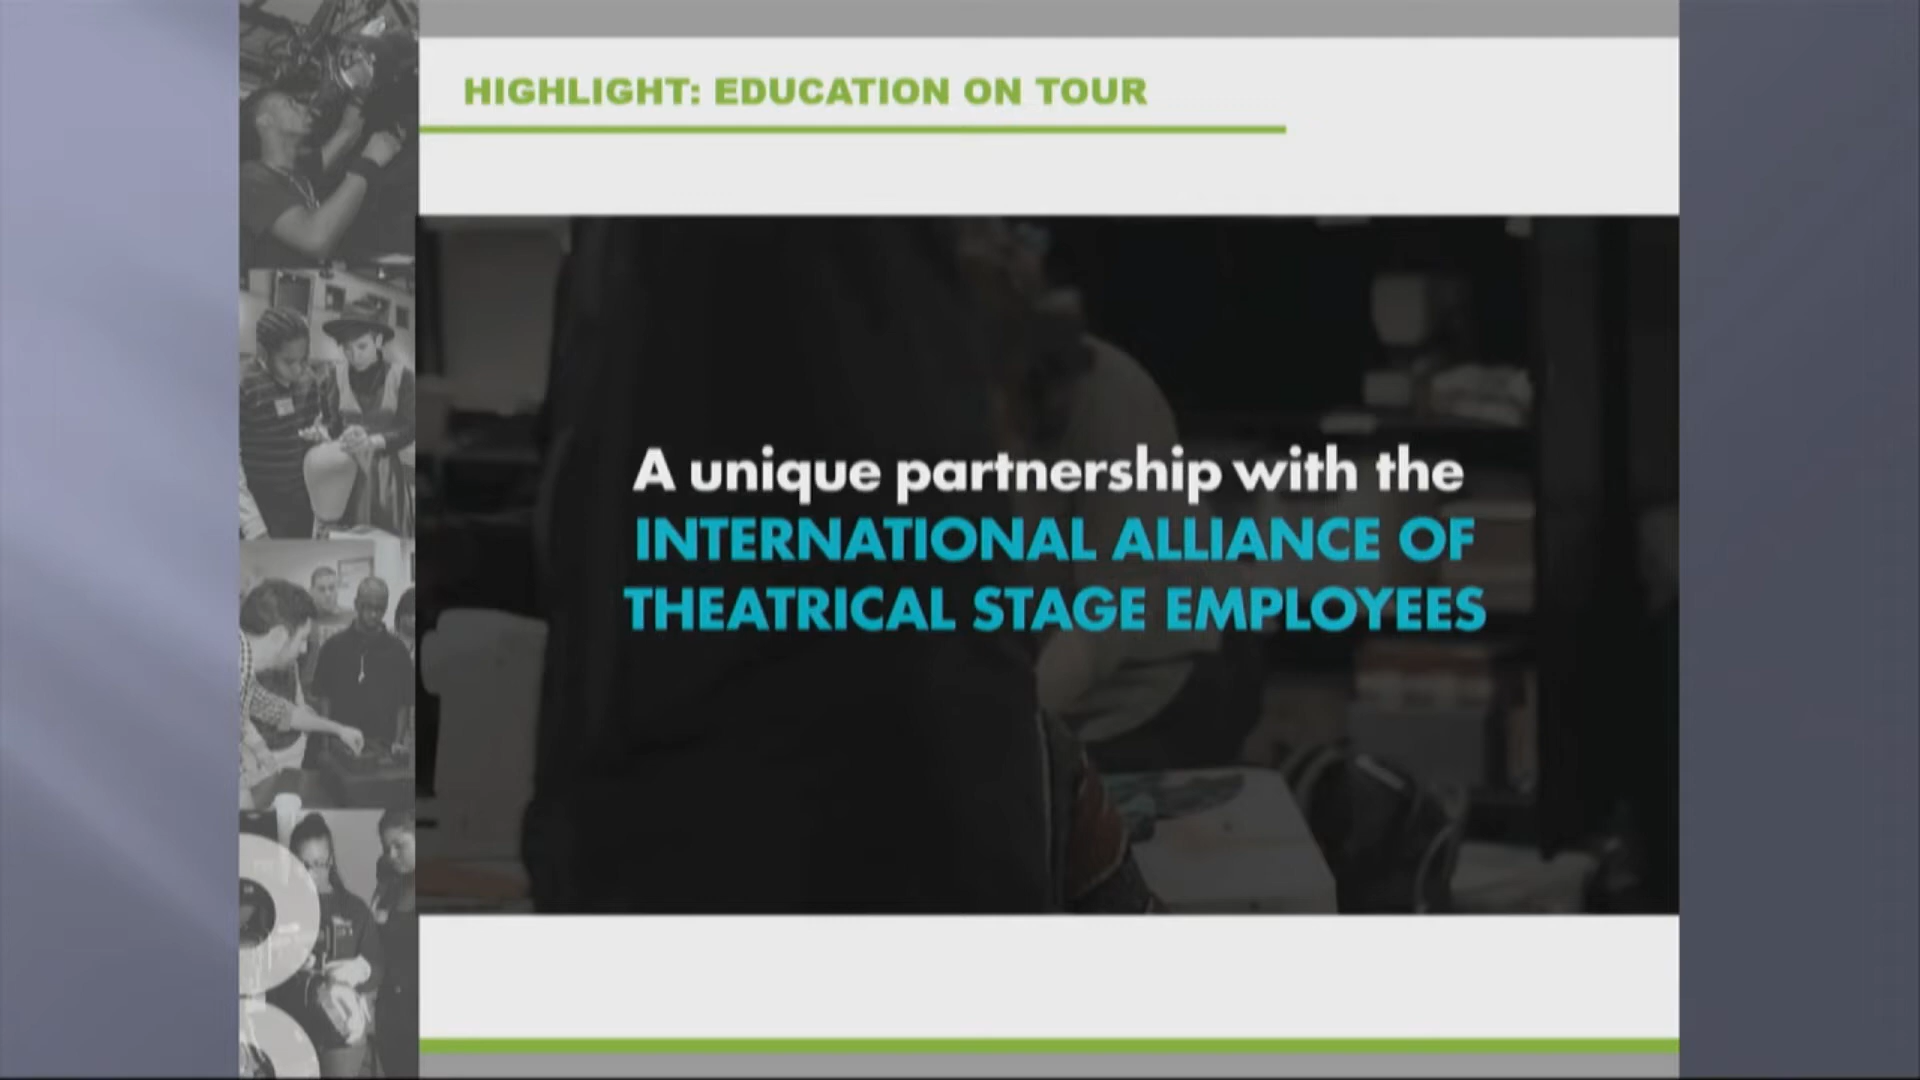 HIGHLIGHT: EDUCATION ON TOUR
A unique partnership with the
INTERNATIONAL ALLIANCE OF
THEATRICAL STAGE EMPLOYEES